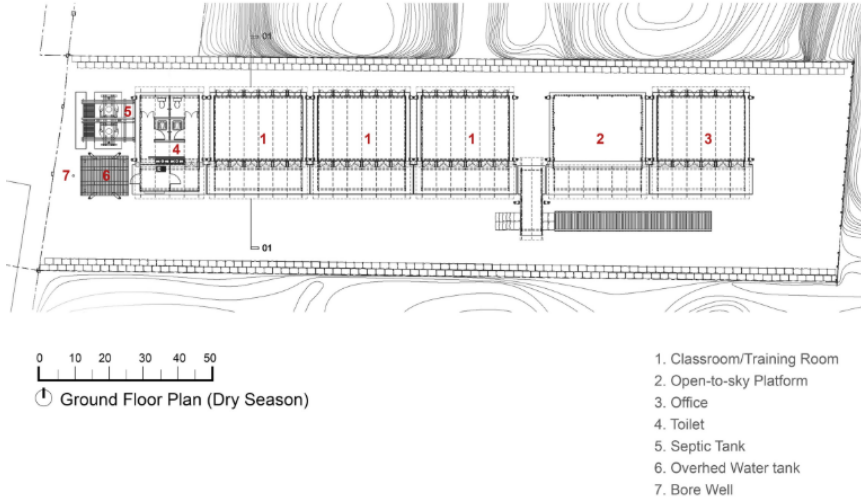 01
5
1
1
1
2
3
4
7
6
01
0 10 20 30 40 50
Ground Floor Plan (Dry Season)
1. Classroom/Training Room
2. Open-to-sky Platform
3. Office
4. Toilet
5. Septic Tank
6. Overhed Water tank
7. Bore Well